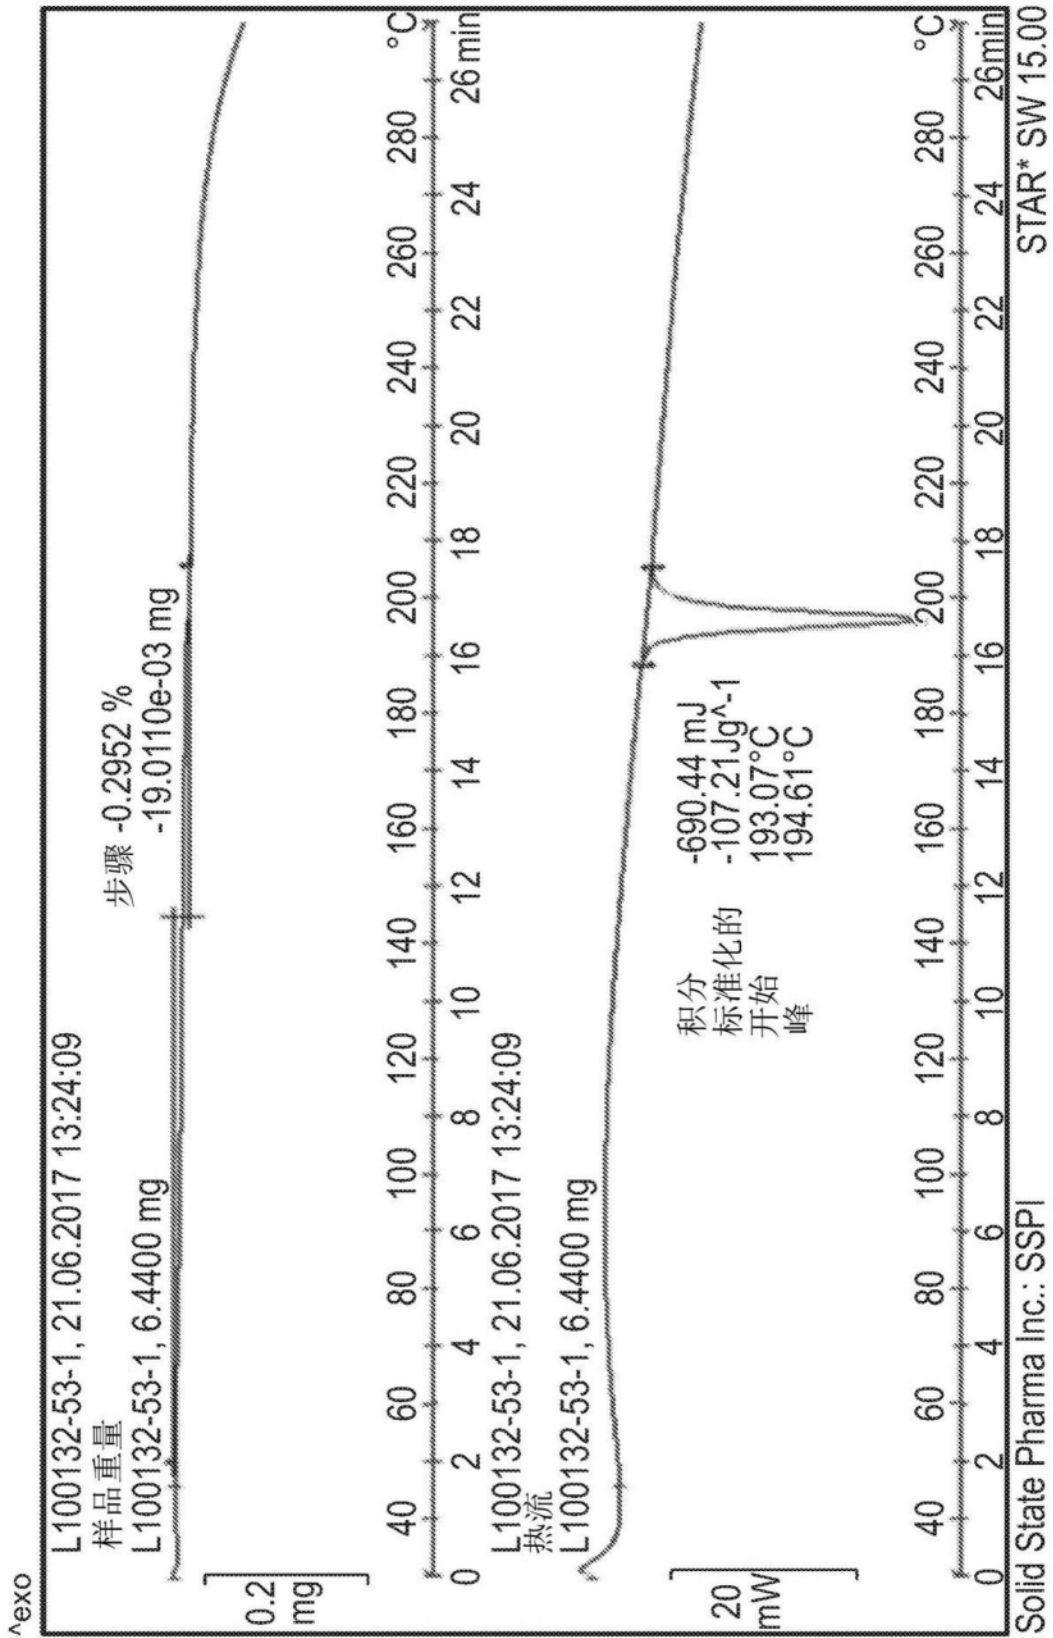 ^exo
L100132-53-1, 21.06.2017 13:24:09
样品重量
L100132-53-1, 6.4400 mg
步骤 -0.2952 %
-19.0110e-03 mg
0.2
mg
40 60 80 100 120 140 160 180 200 220 240 260 280 °C
0 2 4 6 8 10 12 14 16 18 20 22 24 26 min
L100132-53-1, 21.06.2017 13:24:09
热流
L100132-53-1, 6.4400 mg
积分 -690.44 mJ
标准化的 -107.21Jg^-1
开始 193.07°C
峰 194.61°C
20
mW
40 60 80 100 120 140 160 180 200 220 240 260 280 °C
0 2 4 6 8 10 12 14 16 18 20 22 24 26min
Solid State Pharma Inc.: SSPI STAR* SW 15.00